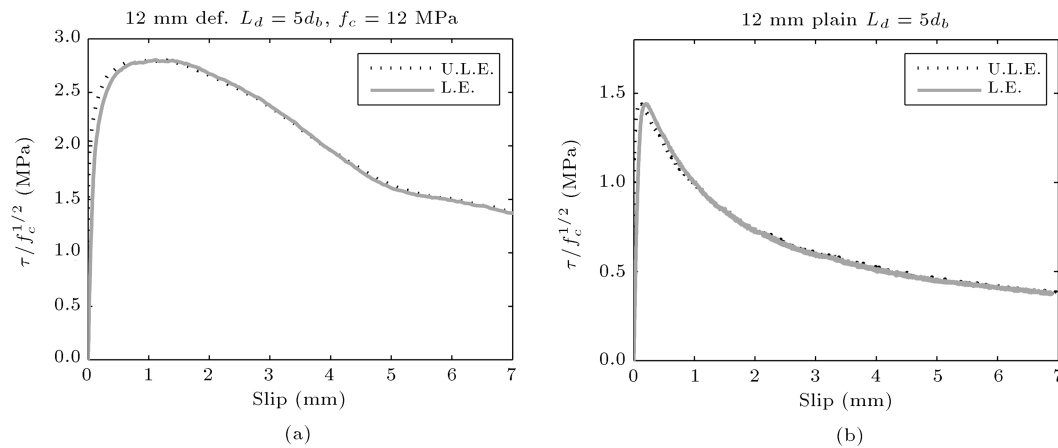 12 mm def. L_d = 5d_b, f_c = 12 MPa
τ/f_c^{1/2} (MPa)
3.0
2.5
2.0
1.5
1.0
0.5
0.0
U.L.E.
L.E.
0 1 2 3 4 5 6 7
Slip (mm)
(a)
12 mm plain L_d = 5d_b
τ/f_c^{1/2} (MPa)
1.5
1.0
0.5
0.0
U.L.E.
L.E.
0 1 2 3 4 5 6 7
Slip (mm)
(b)